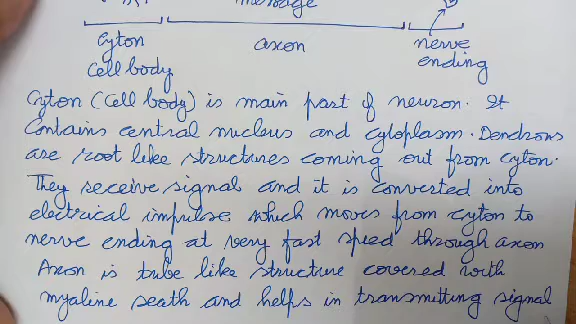 message
Cyton axon nerve
Cell body ending
Cyton (Cell body) is main part of neuron. It
Contains central nucleus and cytoplasm. Dendrons
are root like structures coming out from Cyton.
They receive signal and it is converted into
electrical impulse which moves from Cyton to
nerve ending at very fast speed through axon
Axon is tube like structure covered with
myaline seath and helps in transmitting signal